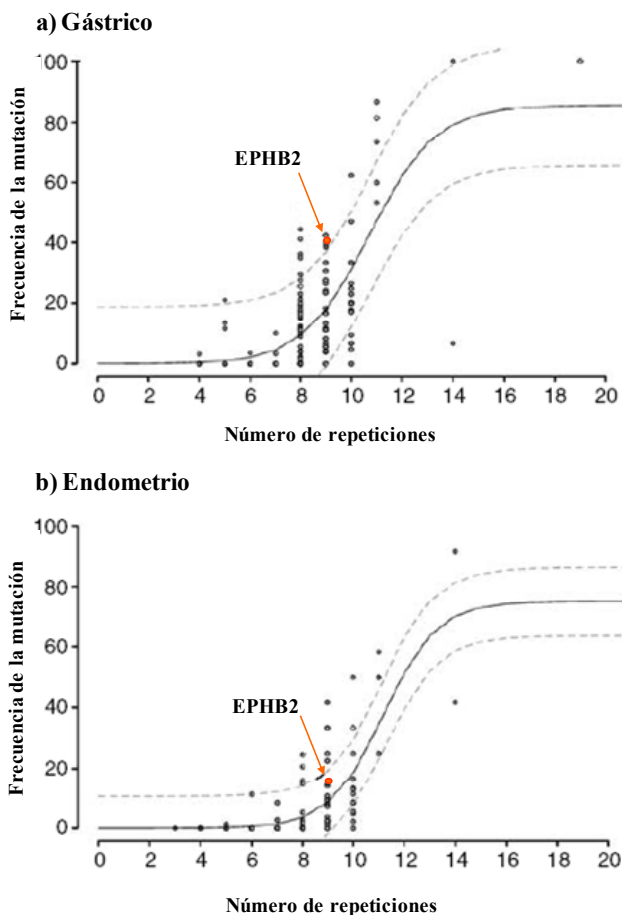 a) Gástrico
Frecuencia de la mutación
100
80
60
40
20
0
EPHB2
0 2 4 6 8 10 12 14 16 18 20
Número de repeticiones
b) Endometrio
Frecuencia de la mutación
100
80
60
40
20
0
EPHB2
0 2 4 6 8 10 12 14 16 18 20
Número de repeticiones